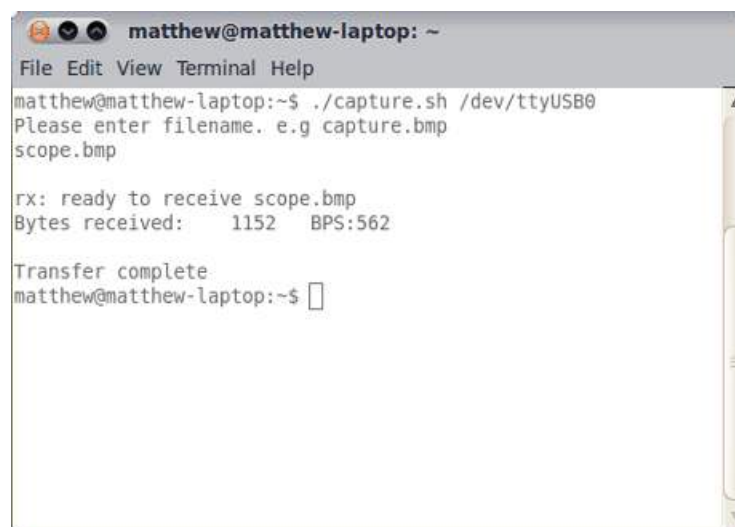 matthew@matthew-laptop: ~
File Edit View Terminal Help
matthew@matthew-laptop:~$ ./capture.sh /dev/ttyUSB0
Please enter filename. e.g capture.bmp
scope.bmp
rx: ready to receive scope.bmp
Bytes received:    1152   BPS:562
Transfer complete
matthew@matthew-laptop:~$